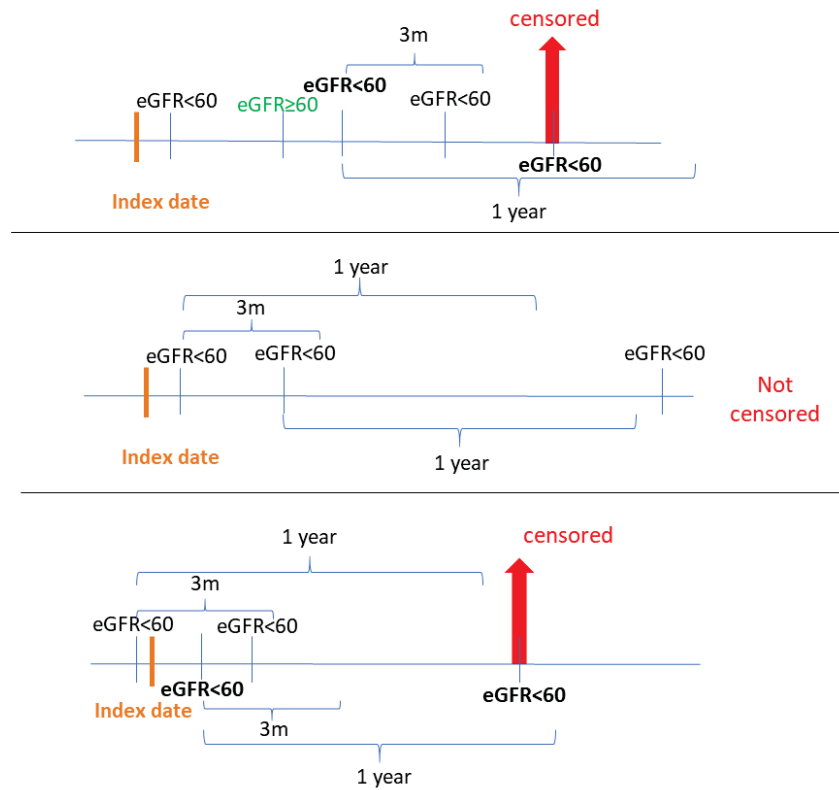 censored
3m
eGFR<60
eGFR<60
eGFR≥60
eGFR<60
eGFR<60
Index date
1 year
1 year
3m
eGFR<60
eGFR<60
eGFR<60
Not
censored
Index date
1 year
censored
1 year
3m
eGFR<60
eGFR<60
eGFR<60
eGFR<60
Index date
3m
1 year